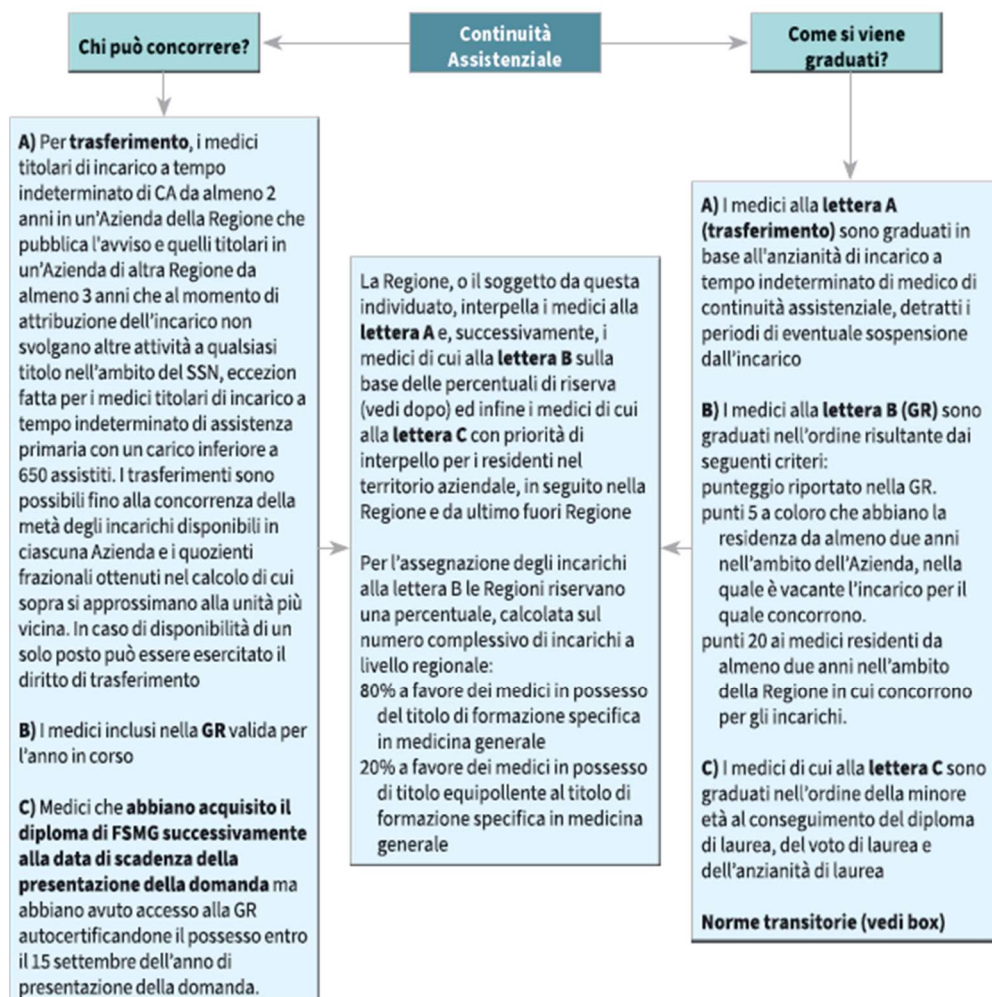 Chi può concorrere?
Continuità
Assistenziale
Come si viene
graduati?
A) Per trasferimento, i medici
titolari di incarico a tempo
indeterminato di CA da almeno 2
anni in un'Azienda della Regione che
pubblica l'avviso e quelli titolari in
un'Azienda di altra Regione da
almeno 3 anni che al momento di
attribuzione dell'incarico non
svolgano altre attività a qualsiasi
titolo nell'ambito del SSN, eccezion
fatta per i medici titolari di incarico a
tempo indeterminato di assistenza
primaria con un carico inferiore a
650 assistiti. I trasferimenti sono
possibili fino alla concorrenza della
metà degli incarichi disponibili in
ciascuna Azienda e i quozienti
frazionali ottenuti nel calcolo di cui
sopra si approssimano alla unità più
vicina. In caso di disponibilità di un
solo posto può essere esercitato il
diritto di trasferimento
B) I medici inclusi nella GR valida per
l'anno in corso
C) Medici che abbiano acquisito il
diploma di FSMG successivamente
alla data di scadenza della
presentazione della domanda ma
abbiano avuto accesso alla GR
autocertificandone il possesso entro
il 15 settembre dell'anno di
presentazione della domanda.
La Regione, o il soggetto da questa
individuato, interpella i medici alla
lettera A e, successivamente, i
medici di cui alla lettera B sulla
base delle percentuali di riserva
(vedi dopo) ed infine i medici di cui
alla lettera C con priorità di
interpello per i residenti nel
territorio aziendale, in seguito nella
Regione e da ultimo fuori Regione
Per l'assegnazione degli incarichi
alla lettera B le Regioni riservano
una percentuale, calcolata sul
numero complessivo di incarichi a
livello regionale:
80% a favore dei medici in possesso
del titolo di formazione specifica
in medicina generale
20% a favore dei medici in possesso
di titolo equipollente al titolo di
formazione specifica in medicina
generale
A) I medici alla lettera A
(trasferimento) sono graduati in
base all'anzianità di incarico a
tempo indeterminato di medico di
continuità assistenziale, detratti i
periodi di eventuale sospensione
dall'incarico
B) I medici alla lettera B (GR) sono
graduati nell'ordine risultante dai
seguenti criteri:
punteggio riportato nella GR.
punti 5 a coloro che abbiano la
residenza da almeno due anni
nell'ambito dell'Azienda, nella
quale è vacante l'incarico per il
quale concorrono.
punti 20 ai medici residenti da
almeno due anni nell'ambito
della Regione in cui concorrono
per gli incarichi.
C) I medici di cui alla lettera C sono
graduati nell'ordine della minore
età al conseguimento del diploma
di laurea, del voto di laurea e
dell'anzianità di laurea
Norme transitorie (vedi box)